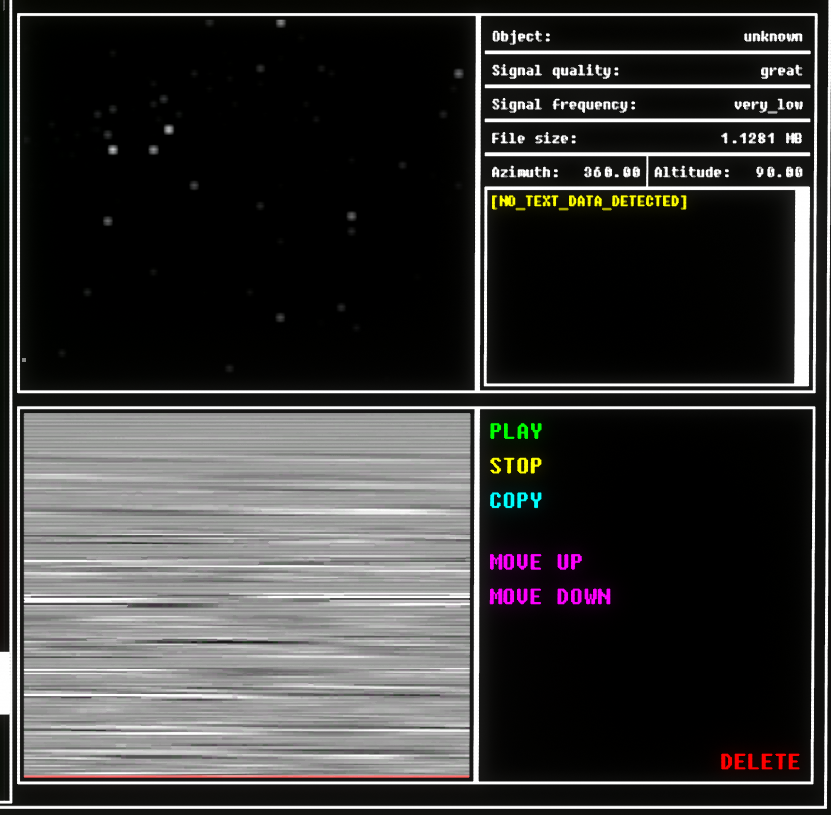 Object: unknown
Signal quality: great
Signal frequency: very_low
File size: 1.1281 MB
Azimuth: 360.00 Altitude: 90.00
[NO_TEXT_DATA_DETECTED]
PLAY
STOP
COPY
MOVE UP
MOVE DOWN
DELETE